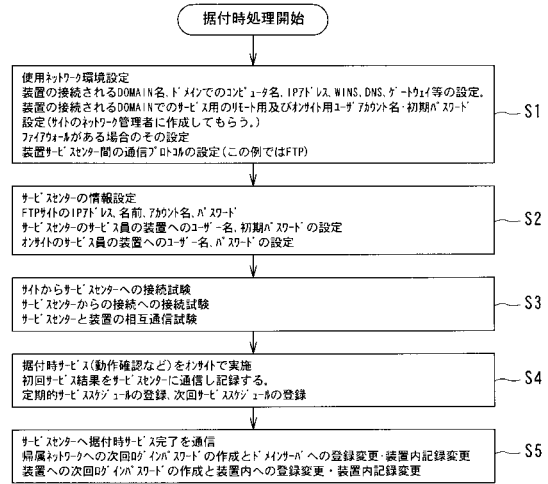 据付時処理開始
使用ネットワーク環境設定
装置の接続されるDOMAIN名、ドメインでのコンピュータ名、IPアドレス、WINS、DNS、ゲートウェイ等の設定。
装置の接続されるDOMAINでのサービス用のリモート用及びオンサイト用ユーザアカウント名・初期パスワード
設定(サイトのネットワーク管理者に作成してもらう。)
ファイアウォールがある場合のその設定
装置サービスセンター間の通信プロトコルの設定(この例ではFTP)
S1
サービスセンターの情報設定
FTPサイトのIPアドレス、名前、アカウント名、パスワード
サービスセンターのサービス員の装置へのユーザー名、初期パスワードの設定
オンサイトのサービス員の装置へのユーザー名、パスワードの設定
S2
サイトからサービスセンターへの接続試験
サービスセンターからの接続への接続試験
サービスセンターと装置の相互通信試験
S3
据付時サービス(動作確認など)をオンサイトで実施
初回サービス結果をサービスセンターに通信し記録する。
定期的サービススケジュールの登録、次回サービススケジュールの登録
S4
サービスセンターへ据付時サービス完了を通信
帰属ネットワークへの次回ログインパスワードの作成とドメインサーバへの登録変更・装置内記録変更
装置への次回ログインパスワードの作成と装置内への登録変更・装置内記録変更
S5